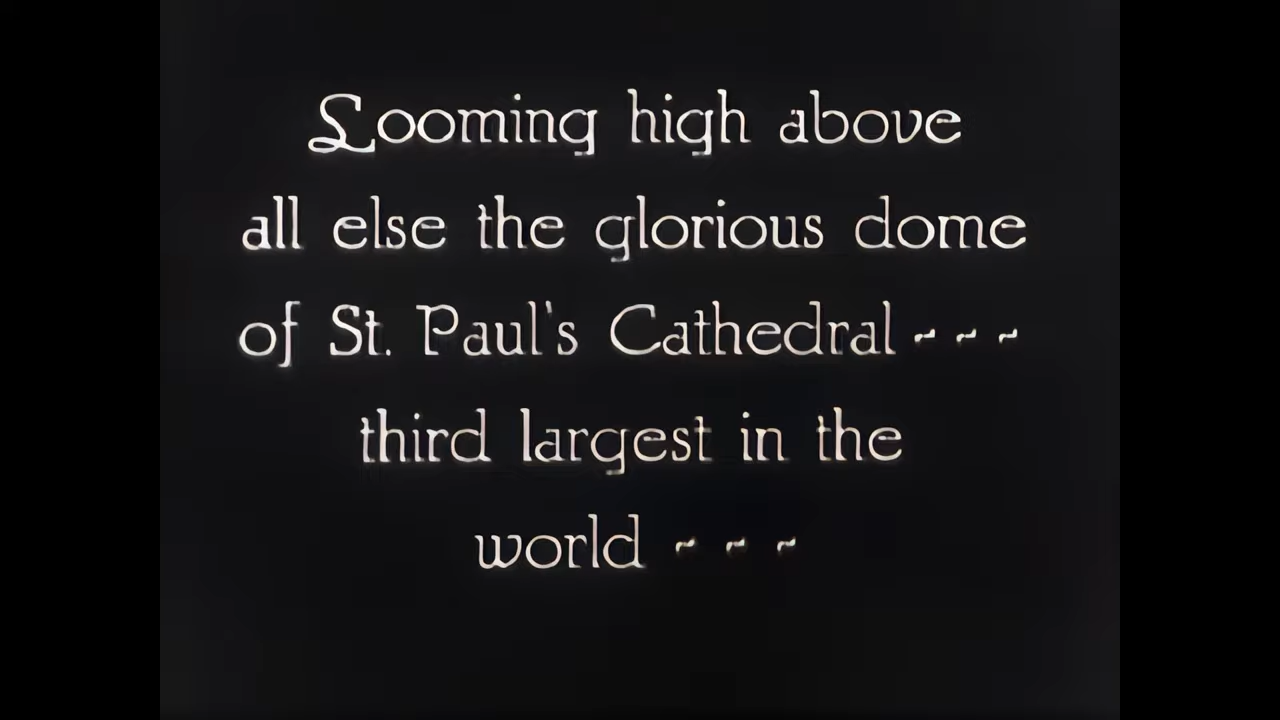 Looming high above
all else the glorious dome
of St. Paul's Cathedral - - -
third largest in the
world - - -